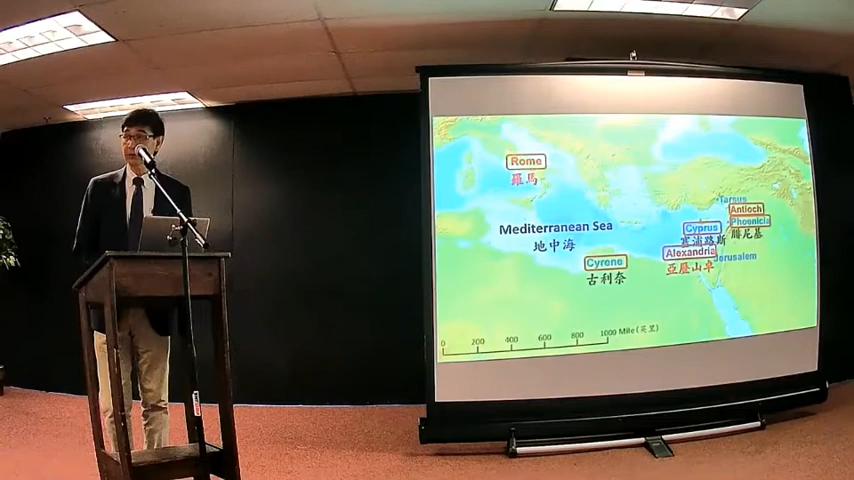 Rome
羅馬
Tarsus
Antioch
Phoenicia
腓尼基
Mediterranean Sea
地中海
Cyprus
塞浦路斯
Alexandria
亞歷山卓
Jerusalem
Cyrene
古利奈
0 200 400 600 800 1000 Mile (英里)